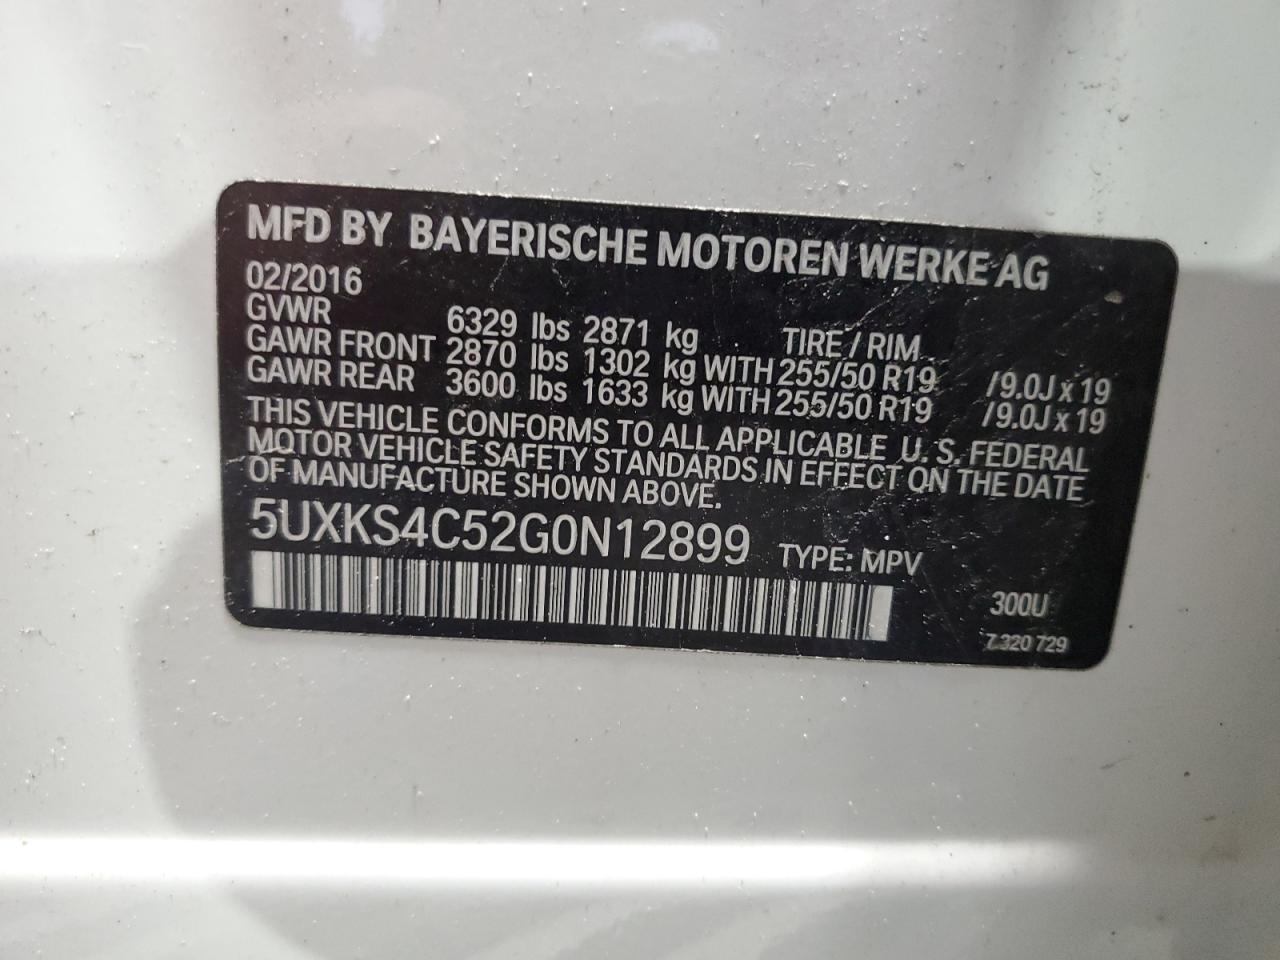 MFD BY BAYERISCHE MOTOREN WERKE AG
02/2016
GVWR 6329 lbs 2871 kg TIRE / RIM
GAWR FRONT 2870 lbs 1302 kg WITH 255/50 R19 /9.0J x 19
GAWR REAR 3600 lbs 1633 kg WITH 255/50 R19 /9.0J x 19
THIS VEHICLE CONFORMS TO ALL APPLICABLE U. S. FEDERAL
MOTOR VEHICLE SAFETY STANDARDS IN EFFECT ON THE DATE
OF MANUFACTURE SHOWN ABOVE.
5UXKS4C52G0N12899 TYPE: MPV
300U
7.320 729